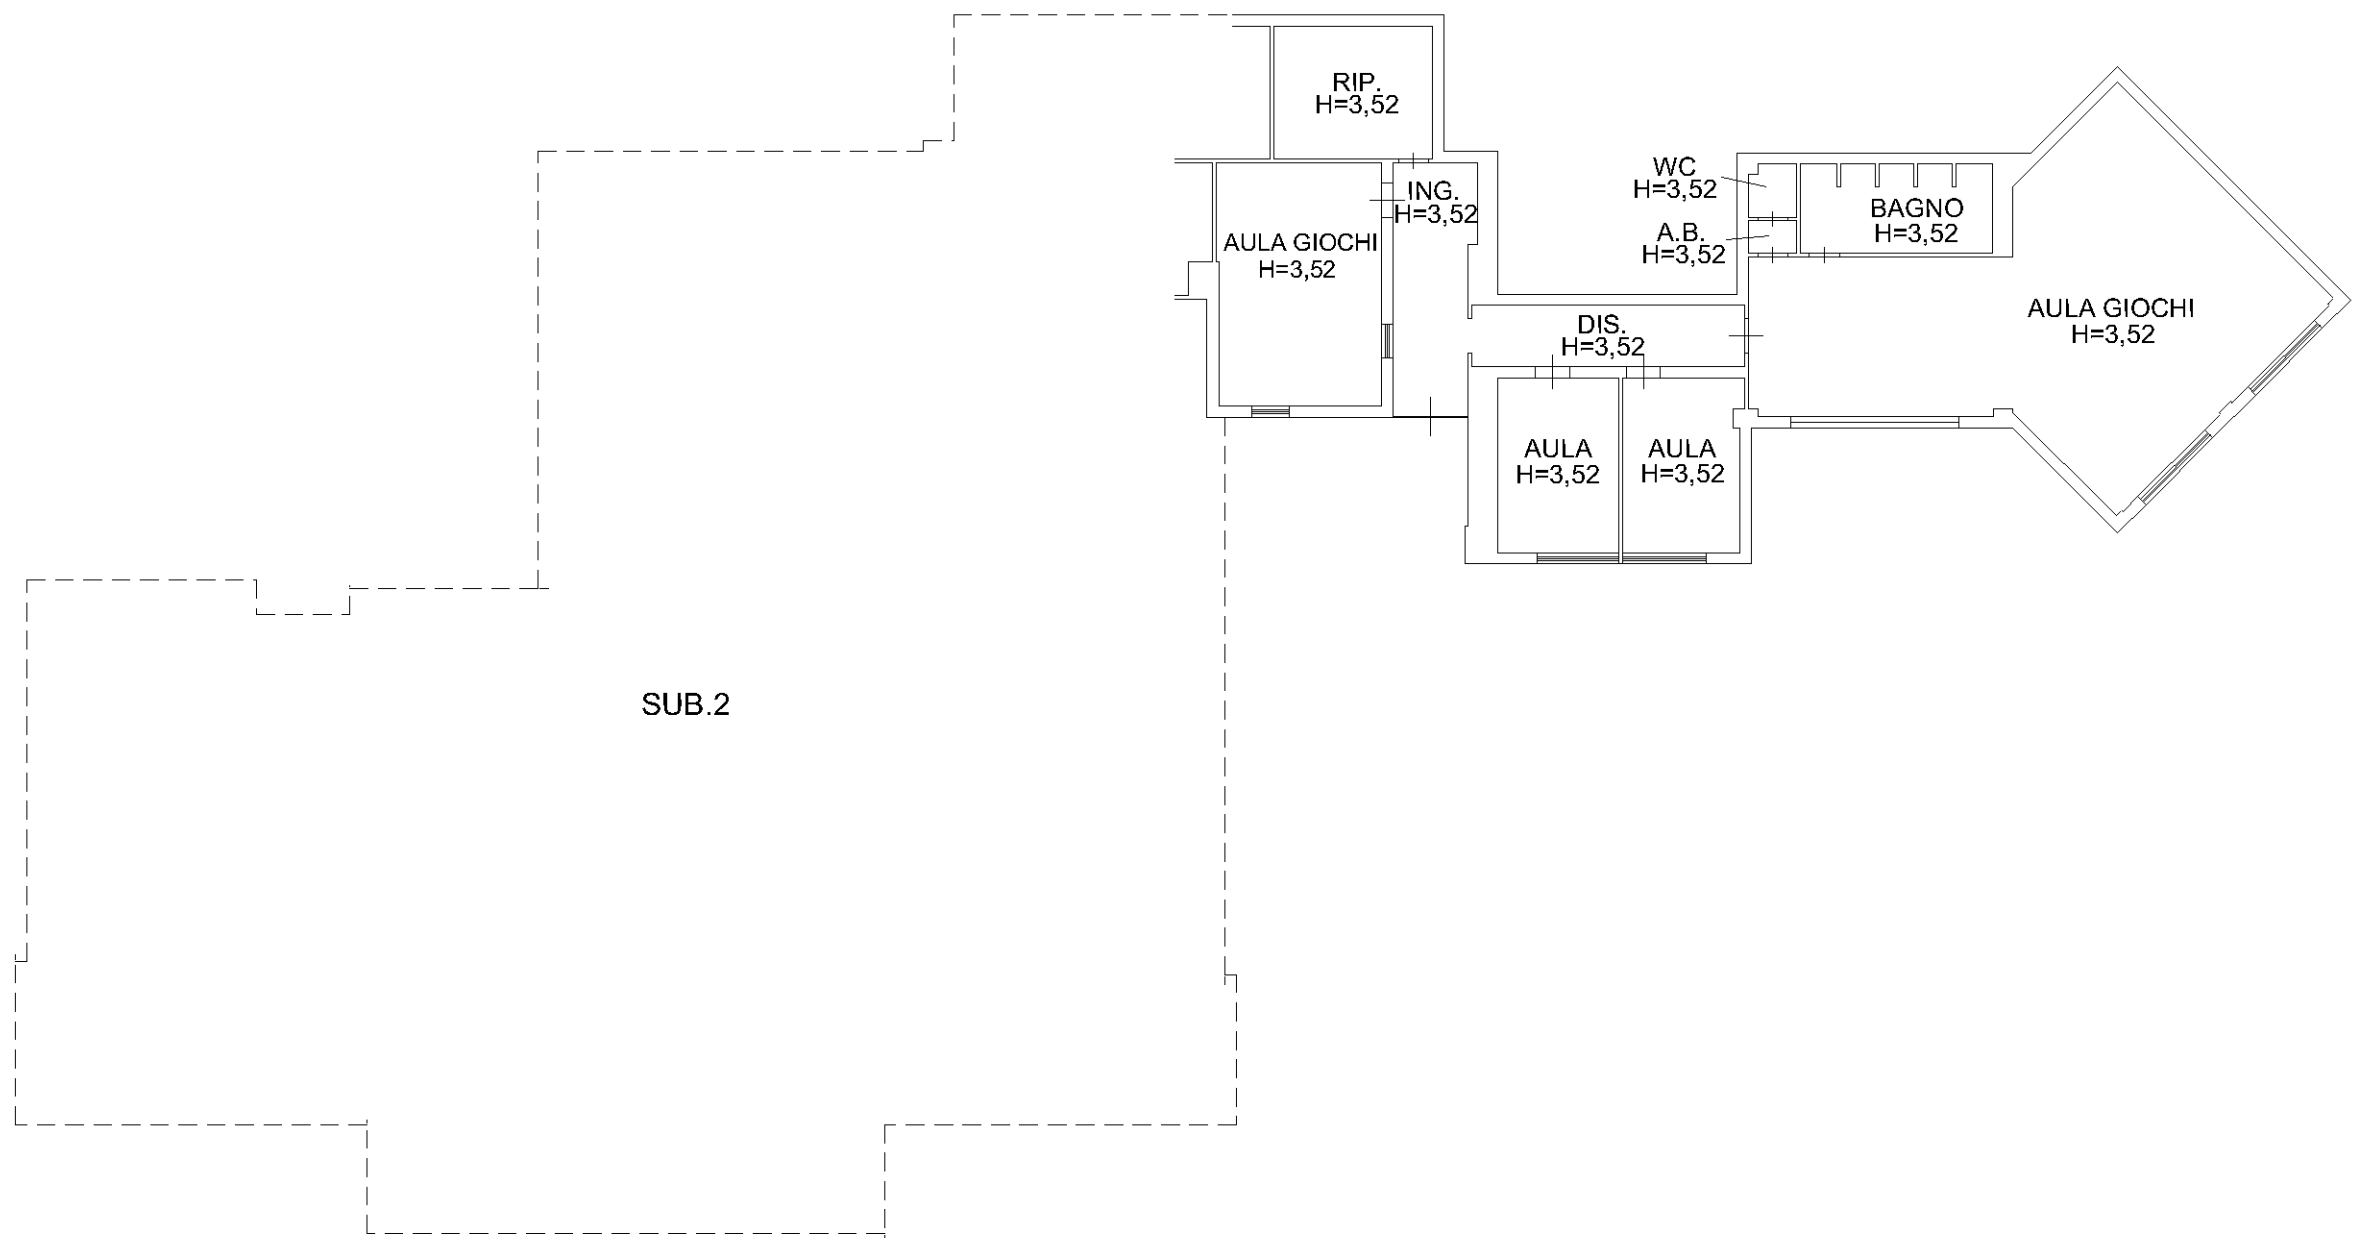 RIP.
H=3,52
WC
H=3,52
ING.
H=3,52
BAGNO
H=3,52
A.B.
H=3,52
AULA GIOCHI
H=3,52
AULA GIOCHI
H=3,52
DIS.
H=3,52
AULA
H=3,52
AULA
H=3,52
SUB.2